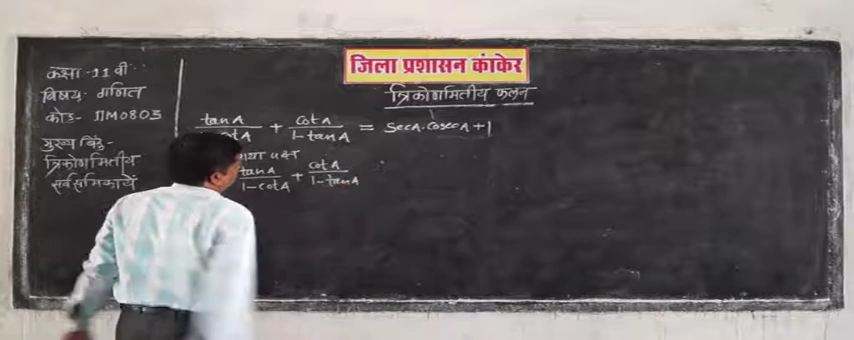 जिला प्रशासन कांकेर
त्रिकोणमितीय फलन
कक्षा - 11 वी
विषय - गणित
कोड - 11M0803
मुख्य बिंदु -
त्रिकोणमितीय
सर्वसमिकायें
tanA / cotA + cotA / 1-tanA = secA.cosecA+1
पक्ष
tanA / 1-cotA + cotA / 1-tanA